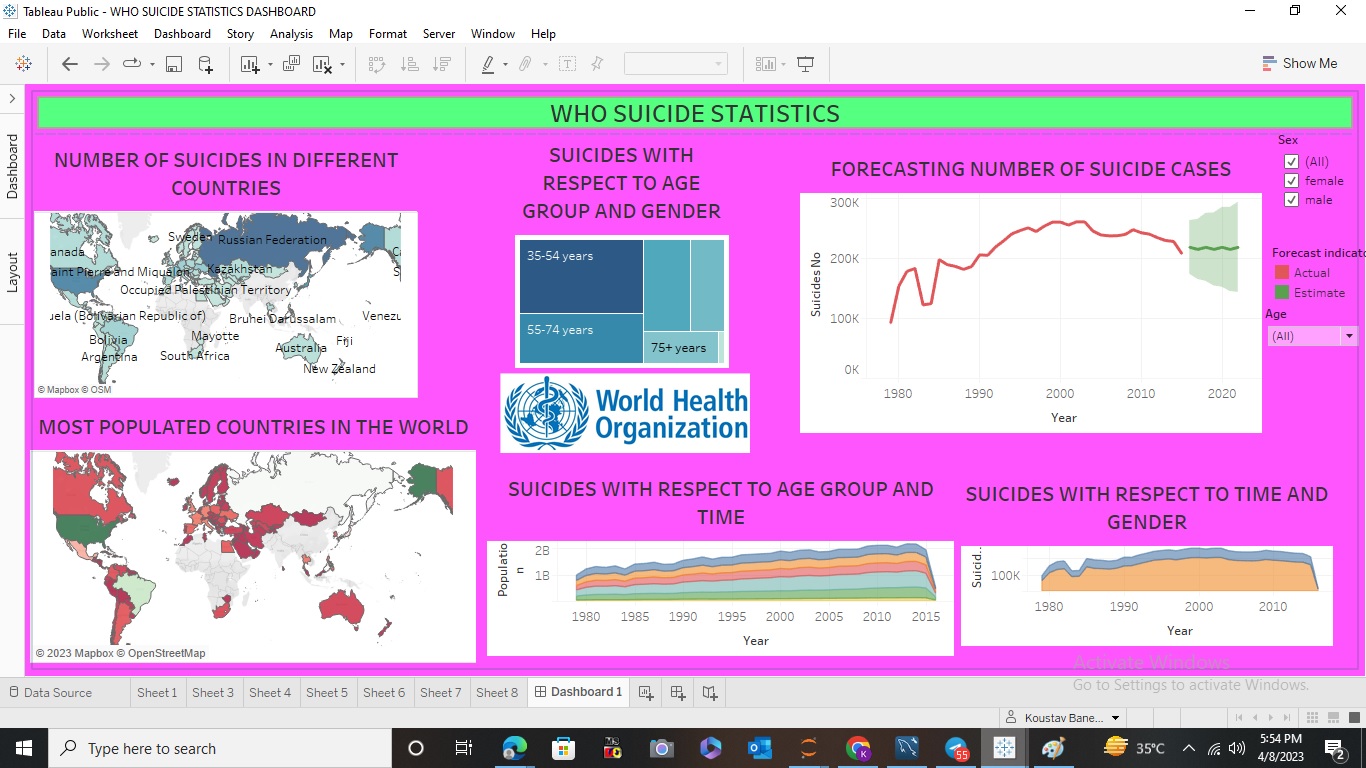 Tableau Public - WHO SUICIDE STATISTICS DASHBOARD
File Data Worksheet Dashboard Story Analysis Map Format Server Window Help
Show Me
Dashboard
Layout
WHO SUICIDE STATISTICS
NUMBER OF SUICIDES IN DIFFERENT
COUNTRIES
Sweden
Russian Federation
anada
Ca
aint Pierre and Miquelon
Kazakhstan
S
Occupied Palestinian Territory
uela (Bolivarian Republic of)
Brunei Darussalam
Venezu
Bolivia
Mayotte
Fiji
Argentina
South Africa
Australia
New Zealand
© Mapbox © OSM
MOST POPULATED COUNTRIES IN THE WORLD
© 2023 Mapbox © OpenStreetMap
SUICIDES WITH
RESPECT TO AGE
GROUP AND GENDER
35-54 years
55-74 years
75+ years
World Health
Organization
FORECASTING NUMBER OF SUICIDE CASES
300K
200K
100K
0K
Suicides No
1980 1990 2000 2010 2020
Year
Sex
(All)
female
male
Forecast indicato
Actual
Estimate
Age
(All)
SUICIDES WITH RESPECT TO AGE GROUP AND
TIME
Populatio
n
2B
1B
1980 1985 1990 1995 2000 2005 2010 2015
Year
SUICIDES WITH RESPECT TO TIME AND
GENDER
Suicid..
100K
1980 1990 2000 2010
Year
Activate Windows
Go to Settings to activate Windows.
Data Source Sheet 1 Sheet 3 Sheet 4 Sheet 5 Sheet 6 Sheet 7 Sheet 8 Dashboard 1
Koustav Bane...
Type here to search
K
55
35°C
5:54 PM
4/8/2023
2